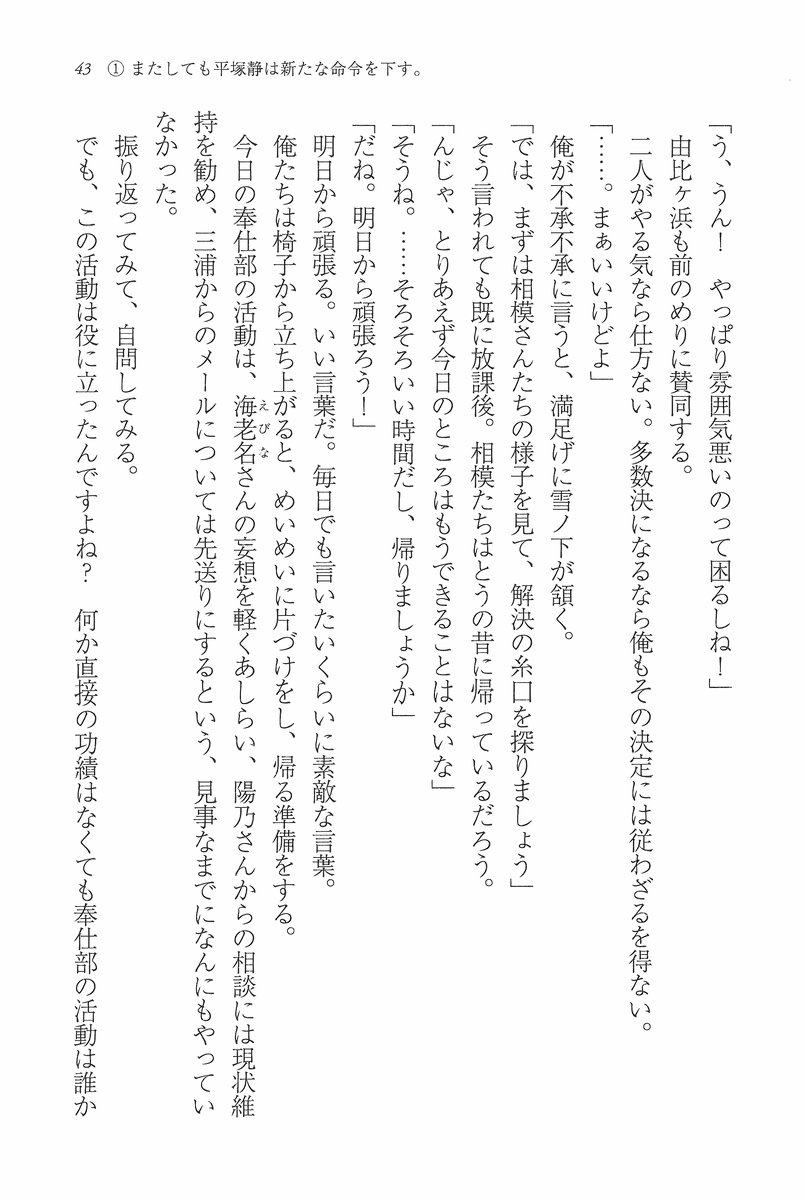 43　① またしても平塚静は新たな命令を下す。
「う、うん！　やっぱり雰囲気悪いのって困るしね！」
由比ヶ浜も前のめりに賛同する。
二人がやる気なら仕方ない。多数決になるなら俺もその決定には従わざるを得ない。
「……。まぁいいけどよ」
俺が不承不承に言うと、満足げに雪ノ下が頷く。
「では、まずは相模さんたちの様子を見て、解決の糸口を探りましょう」
そう言われても既に放課後。相模たちはとうの昔に帰っているだろう。
「んじゃ、とりあえず今日のところはもうできることはないな」
「そうね。……そろそろいい時間だし、帰りましょうか」
「だね。明日から頑張ろう！」
明日から頑張る。いい言葉だ。毎日でも言いたいくらいに素敵な言葉。
俺たちは椅子から立ち上がると、めいめいに片づけをし、帰る準備をする。
今日の奉仕部の活動は、海老名さんの妄想を軽くあしらい、陽乃さんからの相談には現状維
えびな
持を勧め、三浦からのメールについては先送りにするという、見事なまでになんにもやってい
なかった。
振り返ってみて、自問してみる。
でも、この活動は役に立ったんですよね？　何か直接の功績はなくても奉仕部の活動は誰か